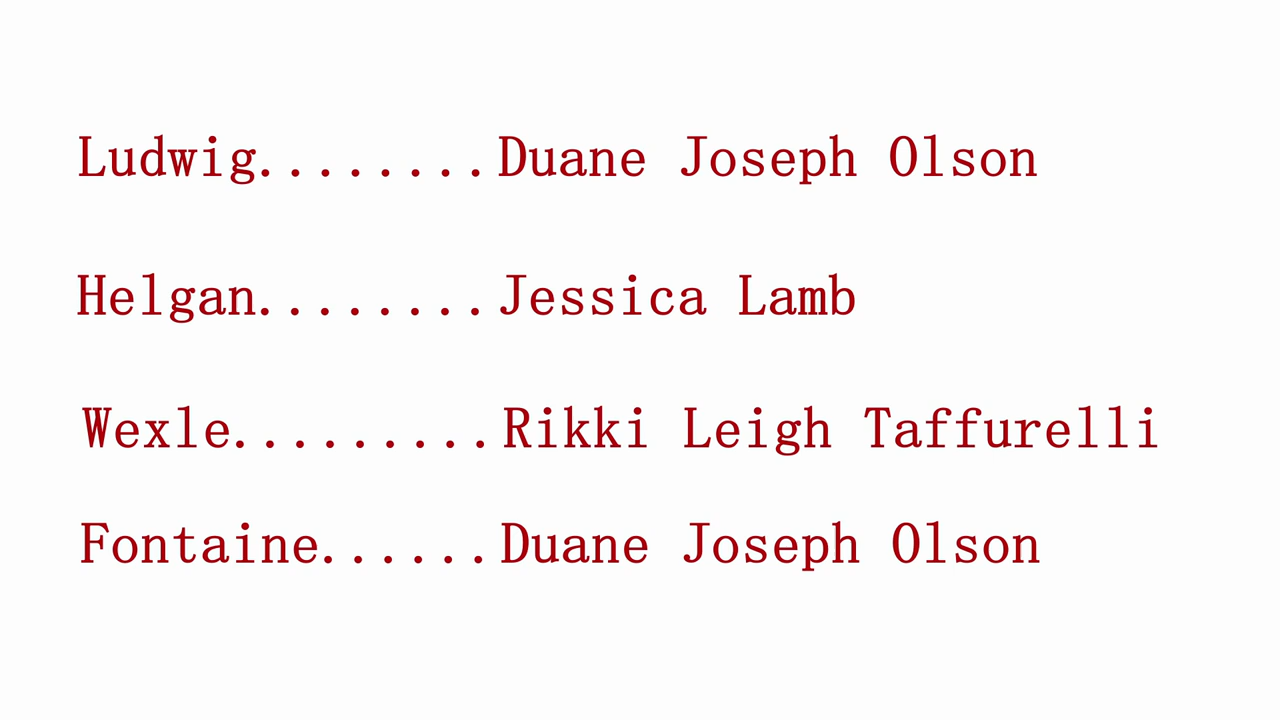 Ludwig........Duane Joseph Olson
Helgan........Jessica Lamb
Wexle.........Rikki Leigh Taffurelli
Fontaine......Duane Joseph Olson